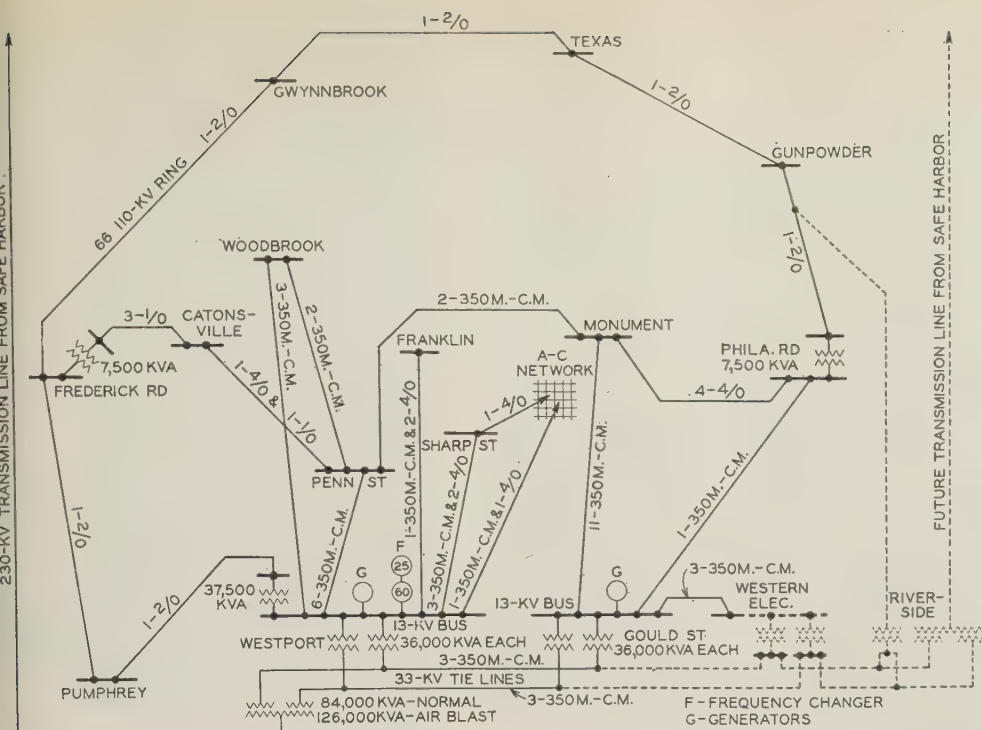 1-2/0
TEXAS
GWYNNBROOK
1-2/0
1-2/0
GUNPOWDER
66 110-KV RING
WOODBROOK
1-2/0
230-KV TRANSMISSION LINE FROM SAFE HARBOR
FUTURE TRANSMISSION LINE FROM SAFE HARBOR
3-1/0
CATONS-
VILLE
3-350M.-C.M.
2-350M.-C.M.
2-350M.-C.M.
FRANKLIN
MONUMENT
A-C
NETWORK
PHILA. RD
7,500 KVA
7,500 KVA
FREDERICK RD
1-4/0 &
1-1/0
1-4/0
4-4/0
SHARP ST
PENN ST
1-350M.-C.M. & 2-4/0
11-350M.-C.M.
1-350M.-C.M.
1-2/0
6-350M.-C.M.
3-350M.-C.M. & 2-4/0
1-350M.-C.M. & 1-4/0
F
25
60
G
G
3-350M.-C.M.
37,500
KVA
1-2/0
WESTERN
ELEC.
RIVER-
SIDE
13-KV BUS
13-KV BUS
WESTPORT
36,000 KVA EACH
GOULD ST
36,000 KVA EACH
3-350M.-C.M.
33-KV TIE LINES
3-350M.-C.M.
PUMPHREY
84,000 KVA-NORMAL
126,000 KVA-AIR BLAST
F-FREQUENCY CHANGER
G-GENERATORS